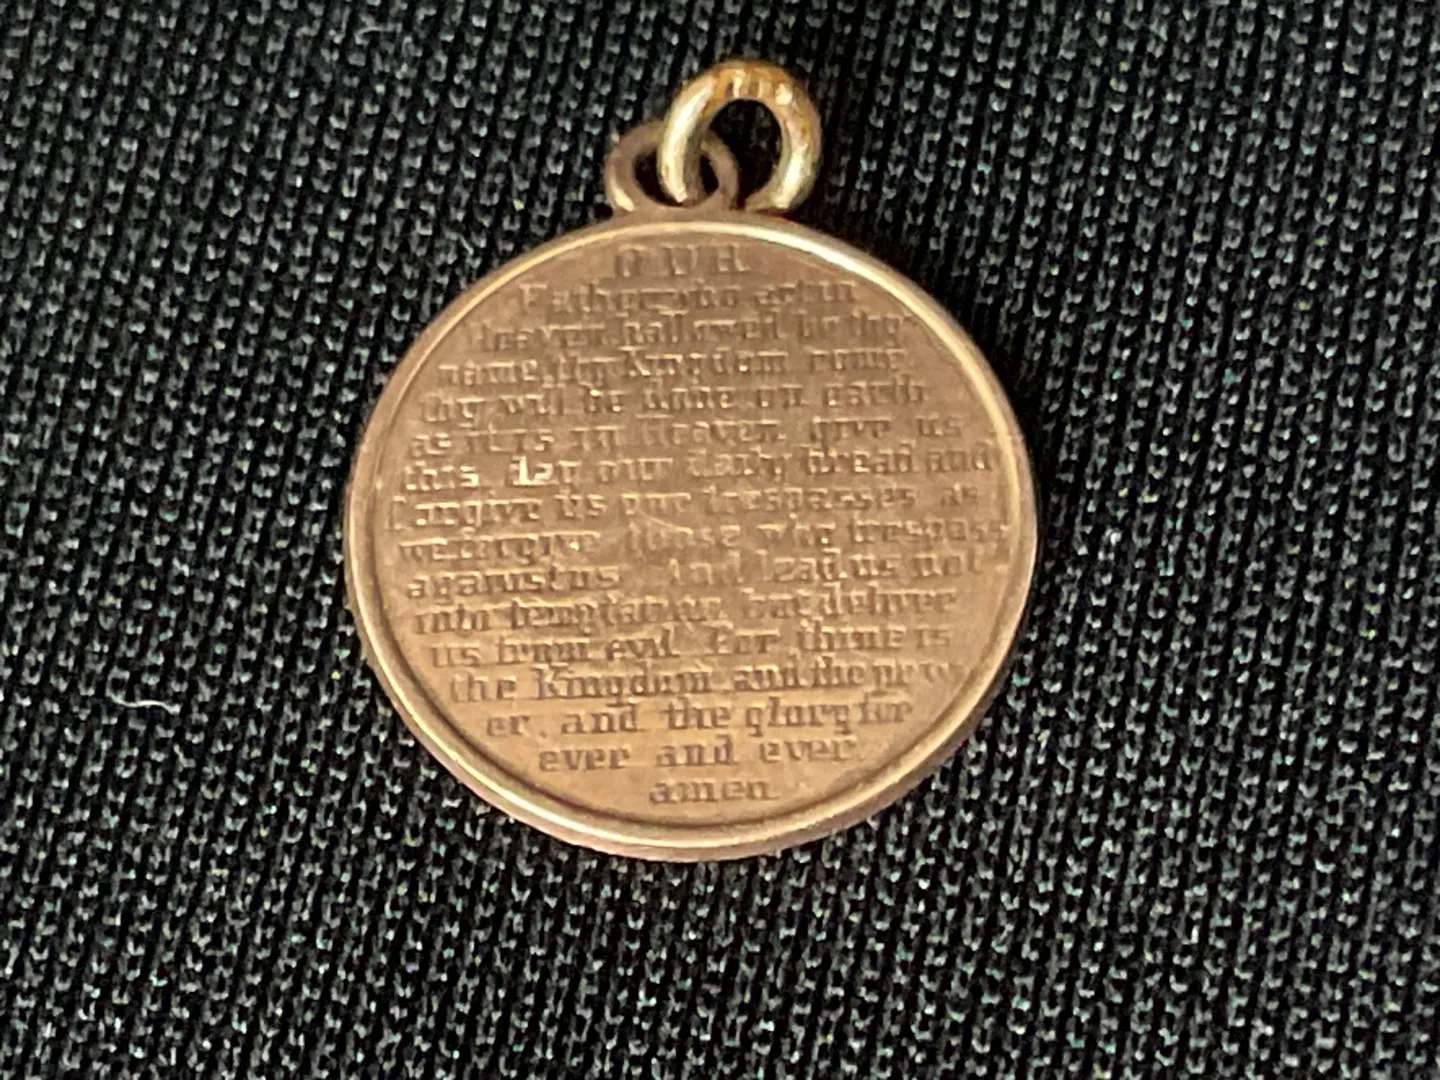 OUR
Father who art in
Heaven hallowed be thy
name, thy Kingdom come
thy will be done on earth
as it is in Heaven. give us
this day our daily bread and
forgive us our trespasses as
we forgive those who trespass
against us. And lead us not
into temptation, but deliver
us from evil. For thine is
the Kingdom and the pow
er, and the glory for
ever and ever.
amen.